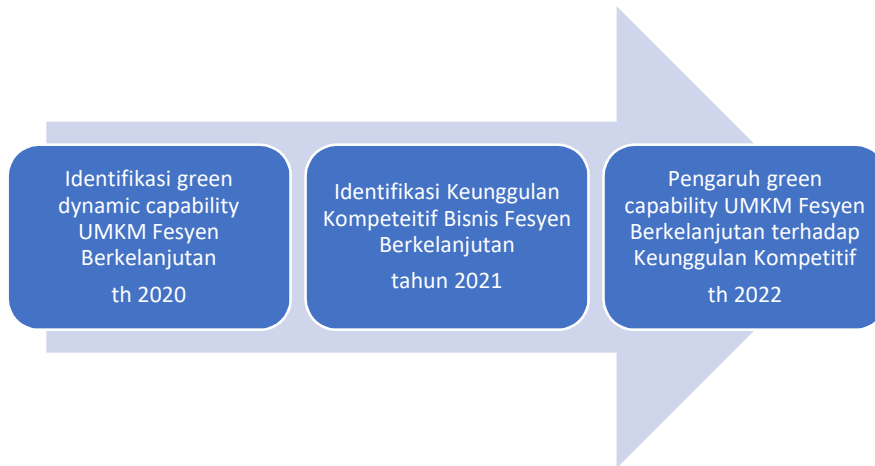 Identifikasi green
dynamic capability
UMKM Fesyen
Berkelanjutan
th 2020
Identifikasi Keunggulan
Kompeteitif Bisnis Fesyen
Berkelanjutan
tahun 2021
Pengaruh green
capability UMKM Fesyen
Berkelanjutan terhadap
Keunggulan Kompetitif
th 2022